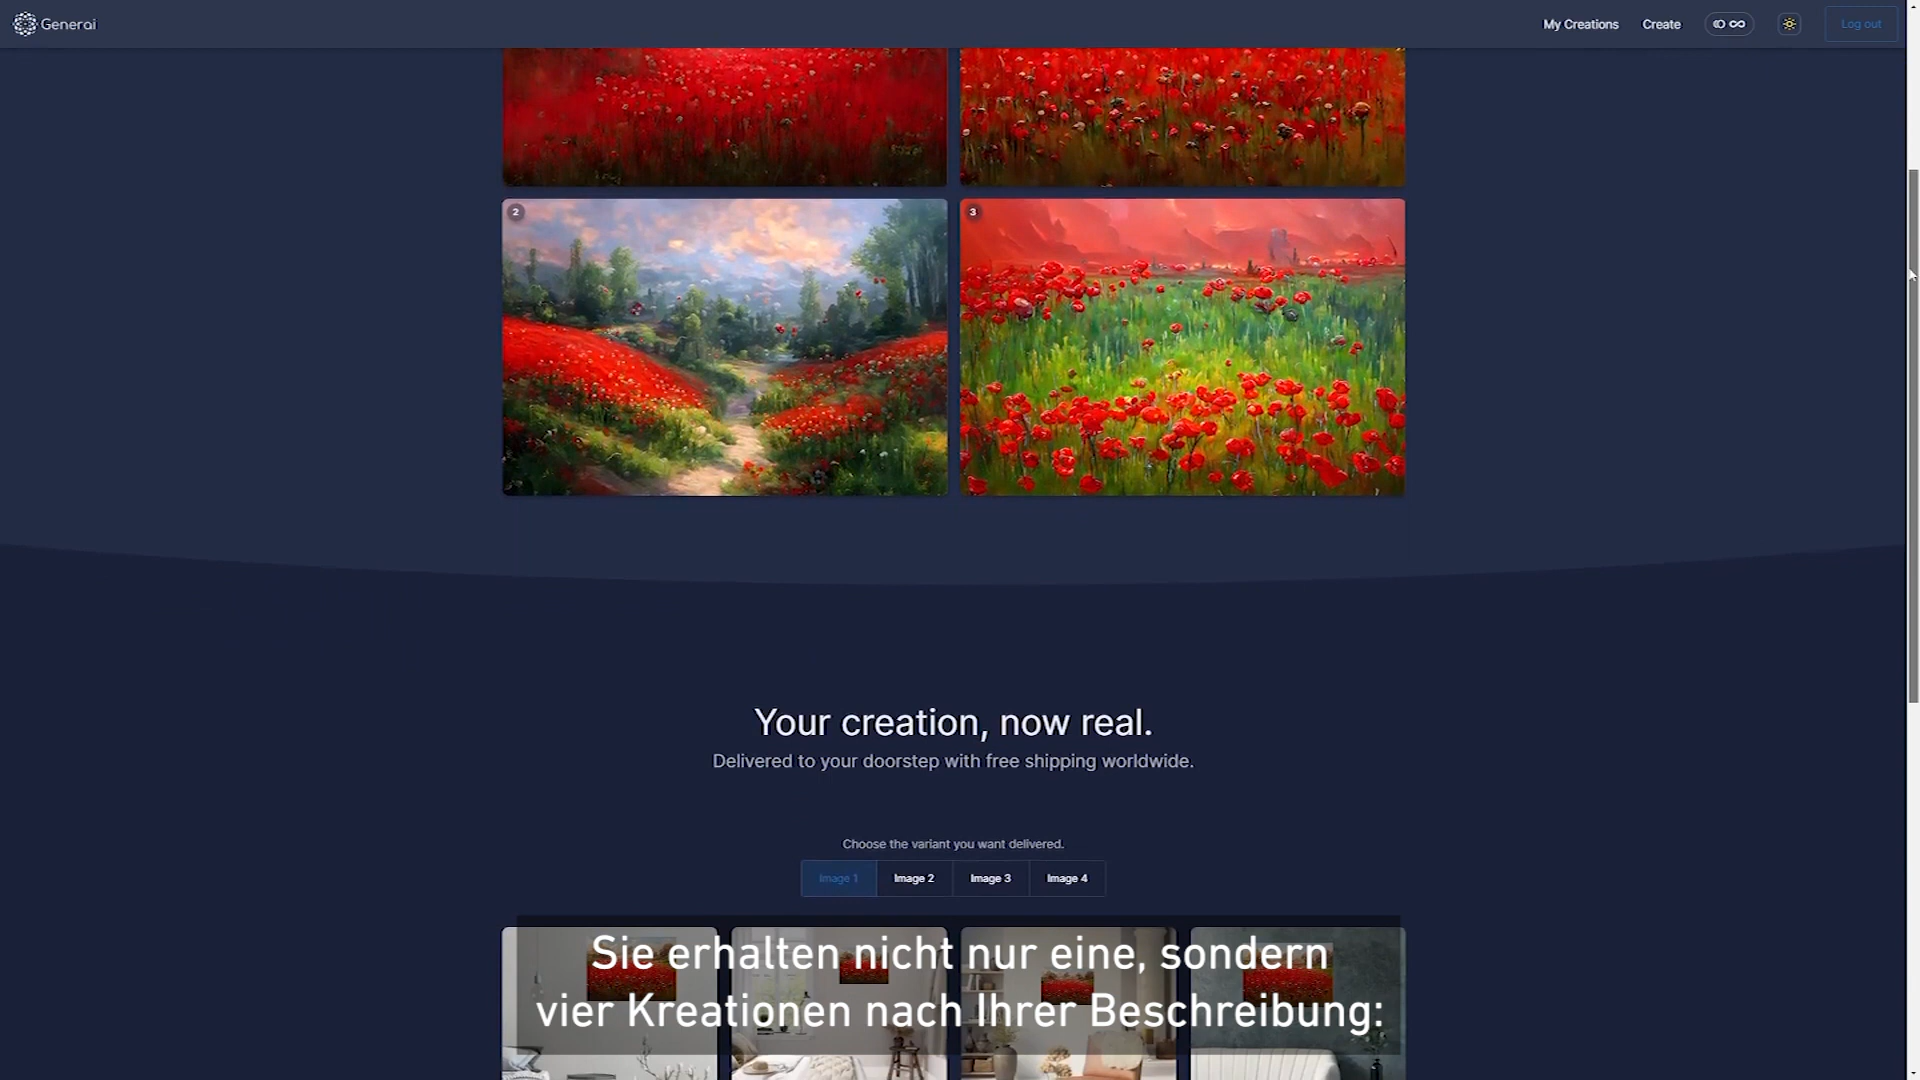 Generai
My Creations
Create
Log out
2
3
Your creation, now real.
Delivered to your doorstep with free shipping worldwide.
Choose the variant you want delivered.
Image 1
Image 2
Image 3
Image 4
Sie erhalten nicht nur eine, sondern
vier Kreationen nach Ihrer Beschreibung: